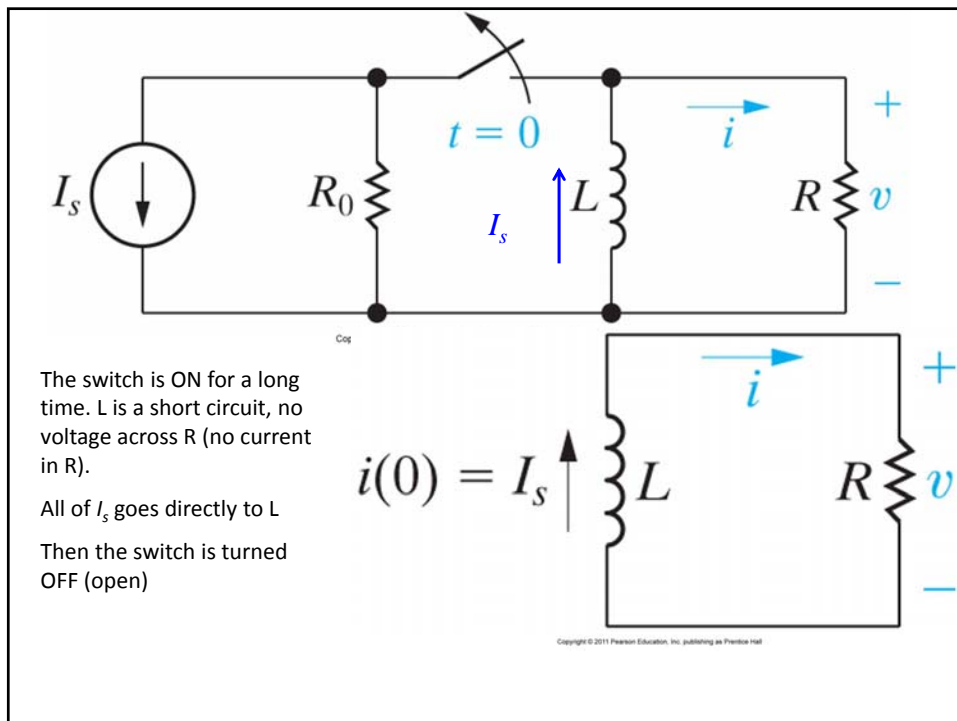 t = 0
i
+
I_s
R_0
I_s
L
R
v
−
Cop
The switch is ON for a long
time. L is a short circuit, no
voltage across R (no current
in R).
All of I_s goes directly to L
Then the switch is turned
OFF (open)
i
+
i(0) = I_s
L
R
v
−
Copyright © 2011 Pearson Education, Inc. publishing as Prentice Hall